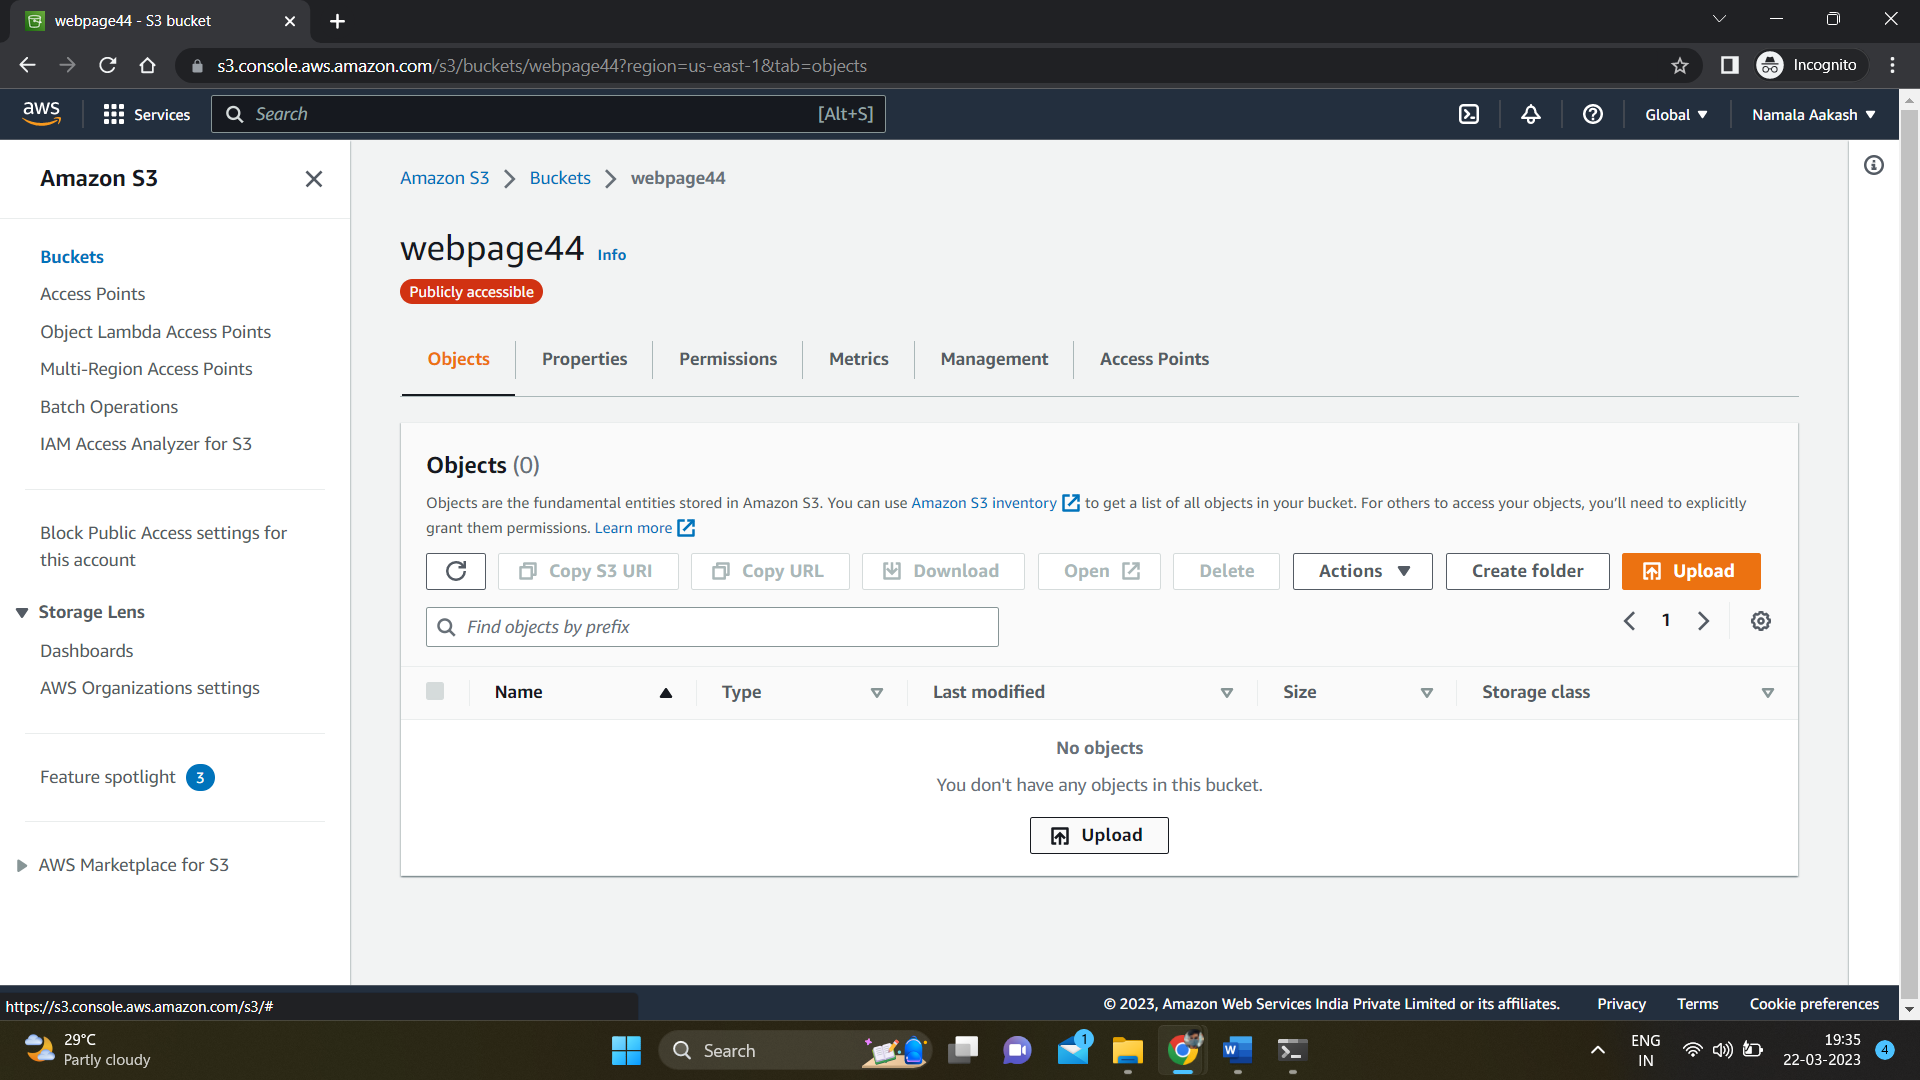 webpage44 - S3 bucket
s3.console.aws.amazon.com/s3/buckets/webpage44?region=us-east-1&tab=objects
Incognito
aws
Services
Search
[Alt+S]
Global
Namala Aakash
Amazon S3
Buckets
Access Points
Object Lambda Access Points
Multi-Region Access Points
Batch Operations
IAM Access Analyzer for S3
Block Public Access settings for
this account
Storage Lens
Dashboards
AWS Organizations settings
Feature spotlight 3
AWS Marketplace for S3
Amazon S3 > Buckets > webpage44
webpage44 Info
Publicly accessible
Objects
Properties
Permissions
Metrics
Management
Access Points
Objects (0)
Objects are the fundamental entities stored in Amazon S3. You can use Amazon S3 inventory to get a list of all objects in your bucket. For others to access your objects, you'll need to explicitly
grant them permissions. Learn more
Copy S3 URI
Copy URL
Download
Open
Delete
Actions
Create folder
Upload
Find objects by prefix
1
Name
Type
Last modified
Size
Storage class
No objects
You don't have any objects in this bucket.
Upload
https://s3.console.aws.amazon.com/s3/#
© 2023, Amazon Web Services India Private Limited or its affiliates.
Privacy
Terms
Cookie preferences
29°C
Partly cloudy
Search
1
W
ENG
IN
19:35
22-03-2023
4